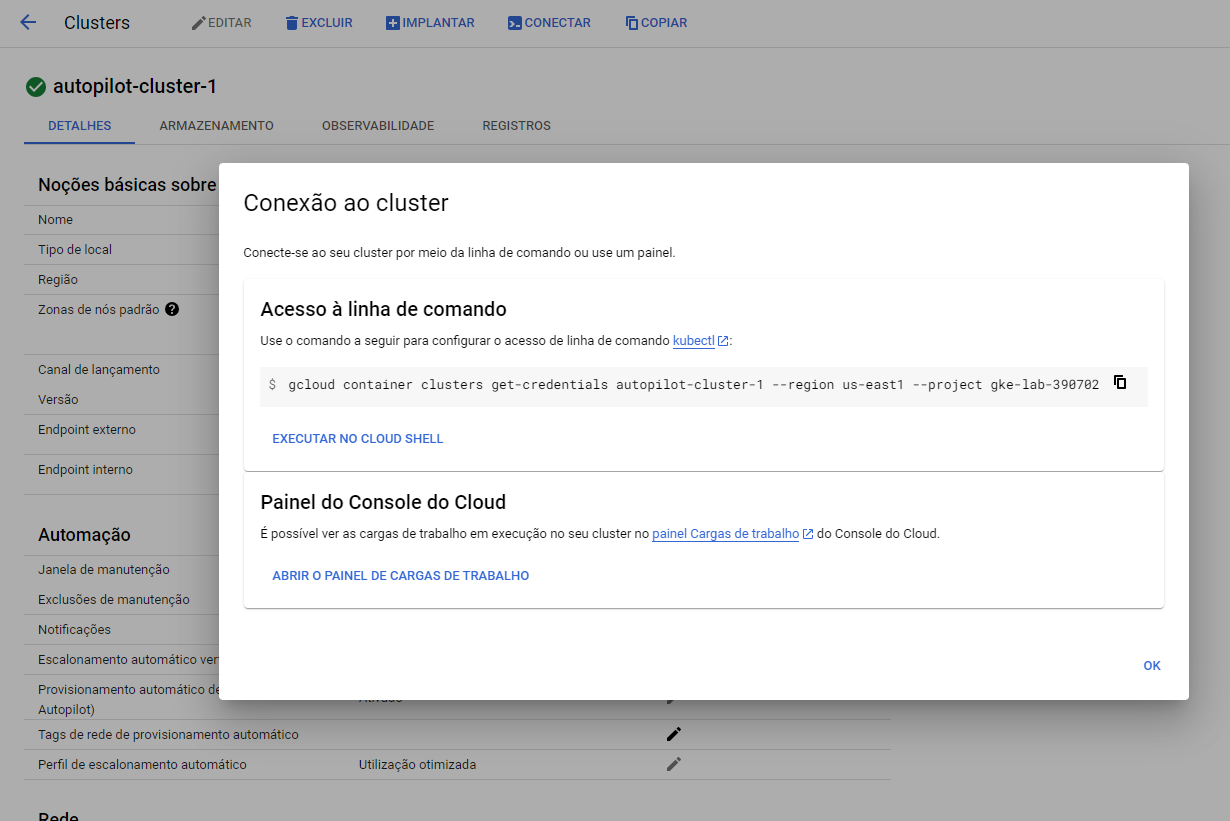 Clusters EDITAR EXCLUIR IMPLANTAR CONECTAR COPIAR
autopilot-cluster-1
DETALHES ARMAZENAMENTO OBSERVABILIDADE REGISTROS
Noções básicas sobre
Nome
Tipo de local
Região
Zonas de nós padrão
Canal de lançamento
Versão
Endpoint externo
Endpoint interno
Automação
Janela de manutenção
Exclusões de manutenção
Notificações
Escalonamento automático
Provisionamento automático
Autopilot)
Tags de rede de provisionamento automático
Perfil de escalonamento automático Utilização otimizada
Rede
Conexão ao cluster
Conecte-se ao seu cluster por meio da linha de comando ou use um painel.
Acesso à linha de comando
Use o comando a seguir para configurar o acesso de linha de comando kubectl:
$ gcloud container clusters get-credentials autopilot-cluster-1 --region us-east1 --project gke-lab-390702
EXECUTAR NO CLOUD SHELL
Painel do Console do Cloud
É possível ver as cargas de trabalho em execução no seu cluster no painel Cargas de trabalho do Console do Cloud.
ABRIR O PAINEL DE CARGAS DE TRABALHO
OK